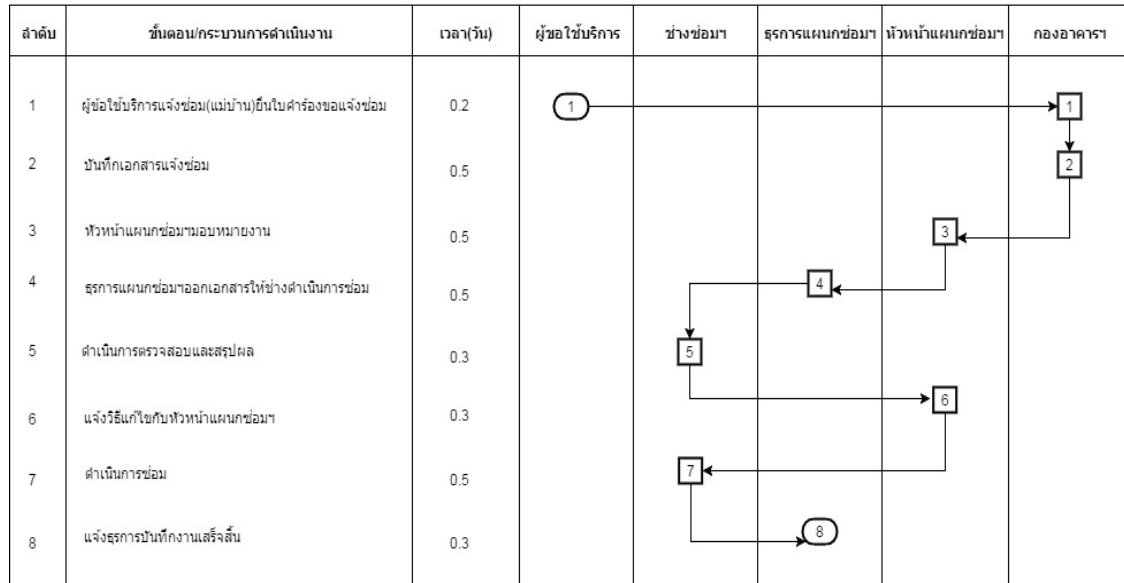 ลำดับ ขั้นตอน/กระบวนการดำเนินงาน เวลา(วัน) ผู้ขอใช้บริการ ช่างซ่อมฯ ธุรการแผนกซ่อมฯ หัวหน้าแผนกซ่อมฯ กองอาคารฯ
1 ผู้ข้อใช้บริการแจ้งซ่อม(แม่บ้าน)ยื่นใบคำร้องขอแจ้งซ่อม 0.2 1 1
2 บันทึกเอกสารแจ้งซ่อม 0.5 2
3 หัวหน้าแผนกซ่อมฯมอบหมายงาน 0.5 3
4 ธุรการแผนกซ่อมฯออกเอกสารให้ช่างดำเนินการซ่อม 0.5 4
5 ดำเนินการตรวจสอบและสรุปผล 0.3 5
6 แจ้งวิธีแก้ไขกับหัวหน้าแผนกซ่อมฯ 0.3 6
7 ดำเนินการซ่อม 0.5 7
8 แจ้งธุรการบันทึกงานเสร็จสิ้น 0.3 8